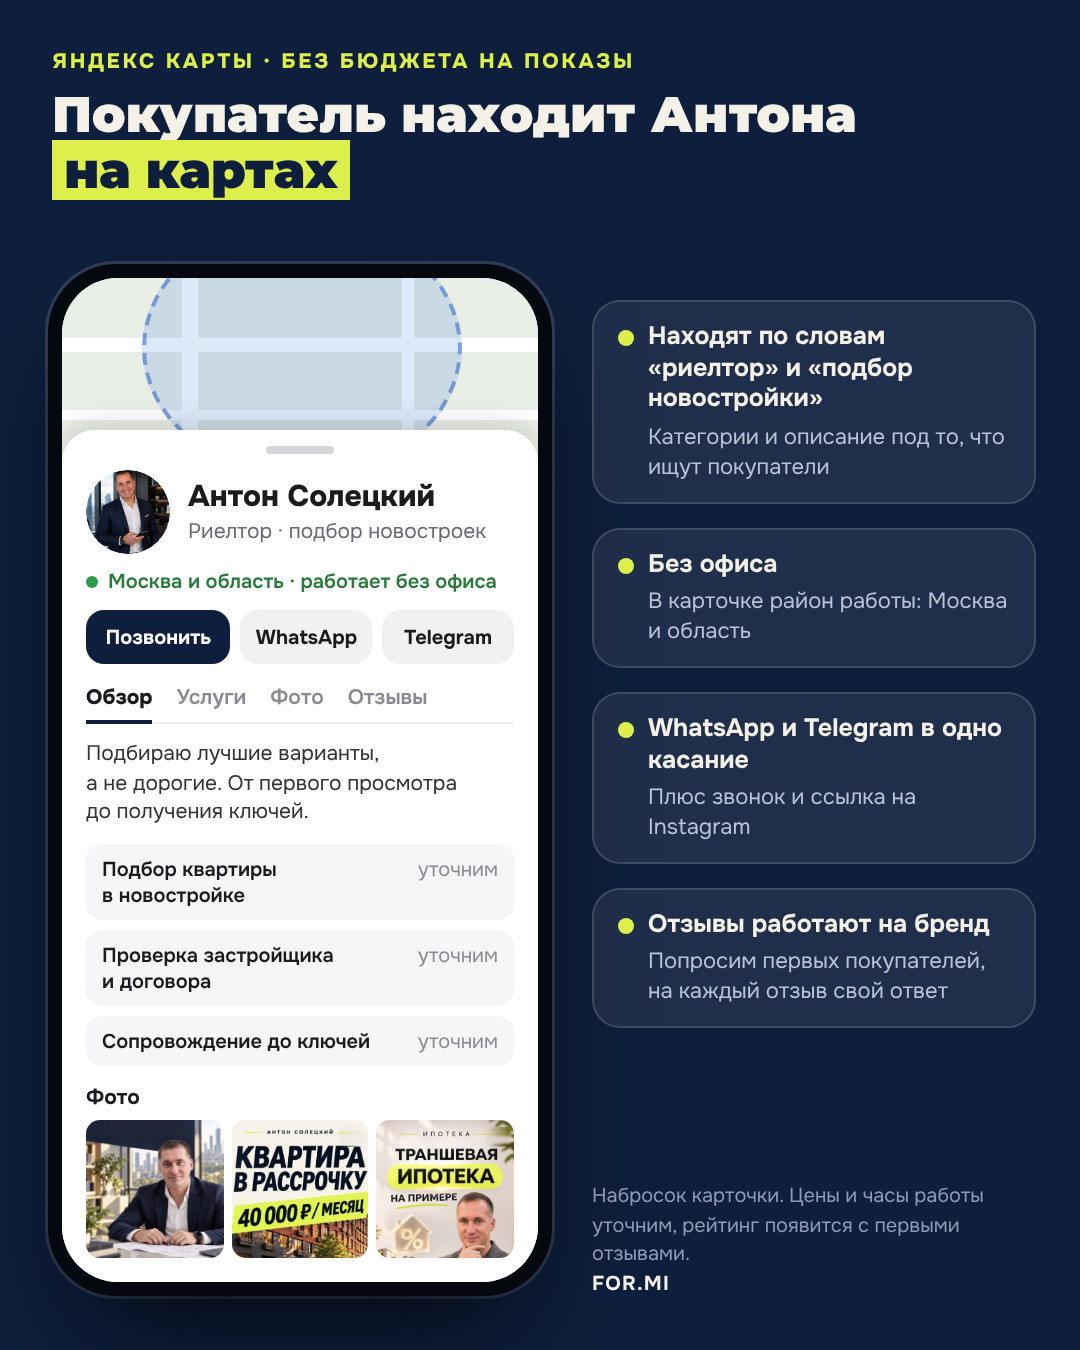 ЯНДЕКС КАРТЫ · БЕЗ БЮДЖЕТА НА ПОКАЗЫ
Покупатель находит Антона
на картах
Антон Солецкий
Риелтор · подбор новостроек
Москва и область · работает без офиса
Позвонить
WhatsApp
Telegram
Обзор
Услуги
Фото
Отзывы
Подбираю лучшие варианты,
а не дорогие. От первого просмотра
до получения ключей.
Подбор квартиры
в новостройке
уточним
Проверка застройщика
и договора
уточним
Сопровождение до ключей
уточним
Фото
АНТОН СОЛЕЦКИЙ
КВАРТИРА
В РАССРОЧКУ
40 000 ₽/МЕСЯЦ
ИПОТЕКА
ТРАНШЕВАЯ
ИПОТЕКА
НА ПРИМЕРЕ
%
Находят по словам
«риелтор» и «подбор
новостройки»
Категории и описание под то, что
ищут покупатели
Без офиса
В карточке район работы: Москва
и область
WhatsApp и Telegram в одно
касание
Плюс звонок и ссылка на
Instagram
Отзывы работают на бренд
Попросим первых покупателей,
на каждый отзыв свой ответ
Набросок карточки. Цены и часы работы
уточним, рейтинг появится с первыми
отзывами.
FOR.MI